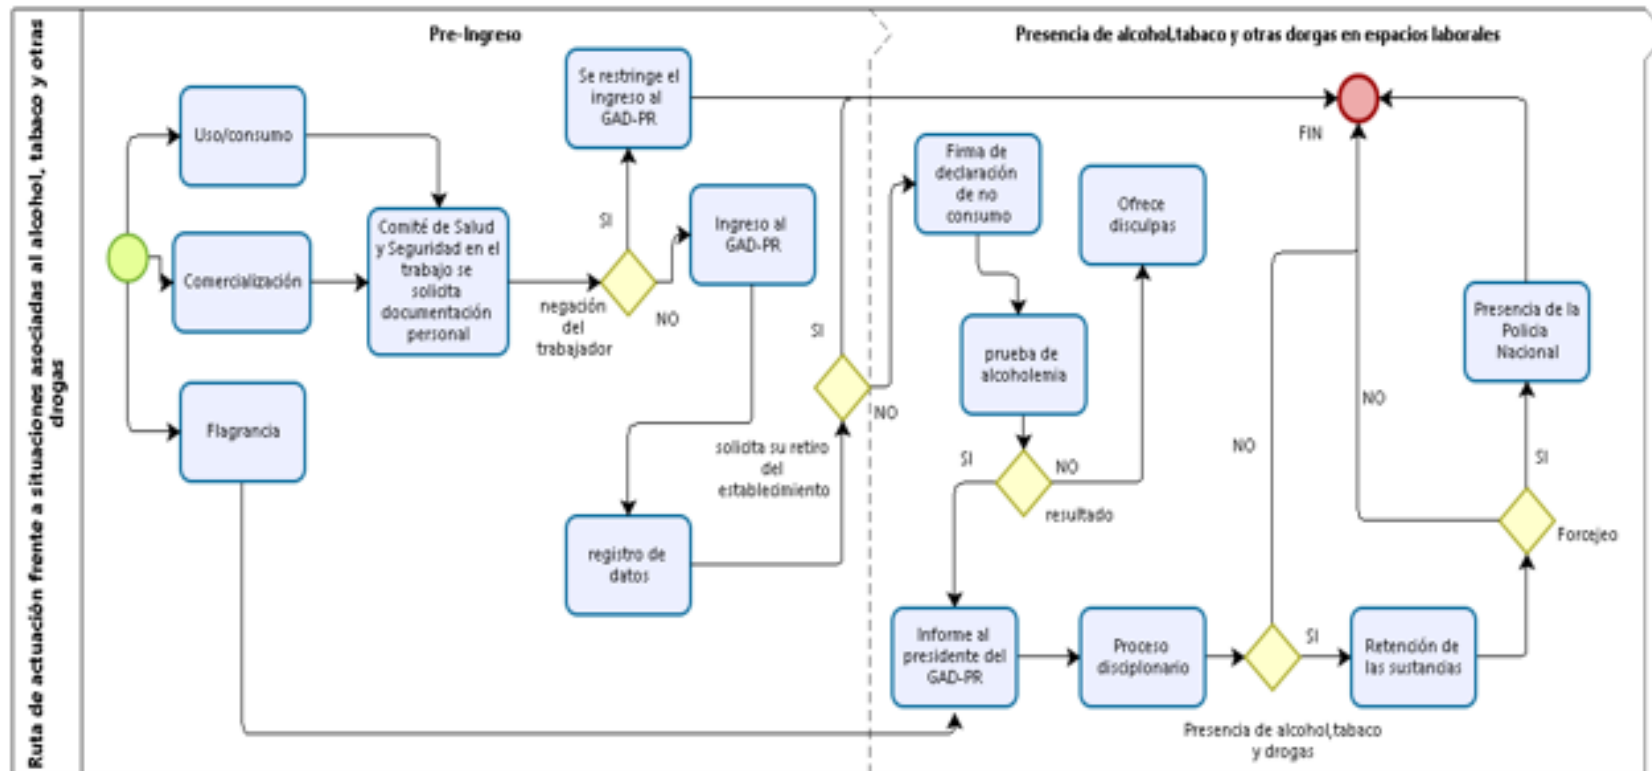 Ruta de actuación frente a situaciones asociadas al alcohol, tabaco y otras
drogas
Pre-Ingreso
Uso/consumo
Comercialización
Flagrancia
Comité de Salud
y Seguridad en el
trabajo se
solicita
documentación
personal
negación
del
trabajador
SI
NO
Se restringe el
ingreso al
GAD-PR
Ingreso al
GAD-PR
registro de
datos
solicita su retiro
del
establecimiento
SI
NO
Presencia de alcohol,tabaco y otras dorgas en espacios laborales
Firma de
declaración
de no
consumo
prueba de
alcoholemia
SI
NO
resultado
Ofrece
disculpas
Informe al
presidente del
GAD-PR
Proceso
disciplonario
NO
SI
Presencia de alcohol,tabaco
y drogas
Retención de
las sustancias
Forcejeo
SI
NO
Presencia de la
Policia
Nacional
FIN